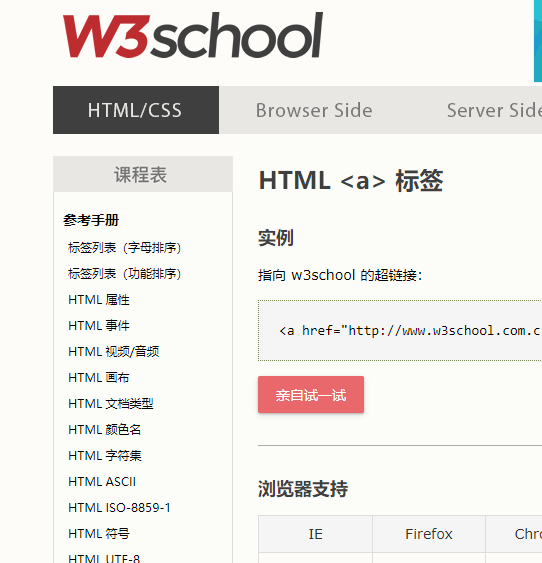 W3school
HTML/CSS
Browser Side
Server Side
课程表
参考手册
标签列表（字母排序）
标签列表（功能排序）
HTML 属性
HTML 事件
HTML 视频/音频
HTML 画布
HTML 文档类型
HTML 颜色名
HTML 字符集
HTML ASCII
HTML ISO-8859-1
HTML 符号
HTML UTF-8
HTML <a> 标签
实例
指向 w3school 的超链接：
<a href="http://www.w3school.com.c
亲自试一试
浏览器支持
IE
Firefox
Chr